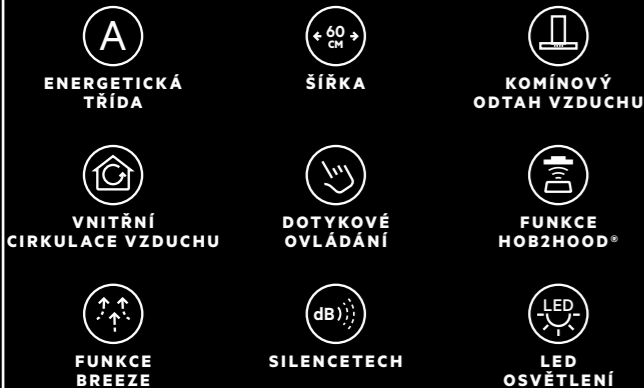 A
ENERGETICKÁ
TŘÍDA
60
CM
ŠÍŘKA
KOMÍNOVÝ
ODTAH VZDUCHU
VNITŘNÍ
CIRKULACE VZDUCHU
DOTYKOVÉ
OVLÁDÁNÍ
FUNKCE
HOB2HOOD®
FUNKCE
BREEZE
dB
SILENCETECH
LED
LED
OSVĚTLENÍ